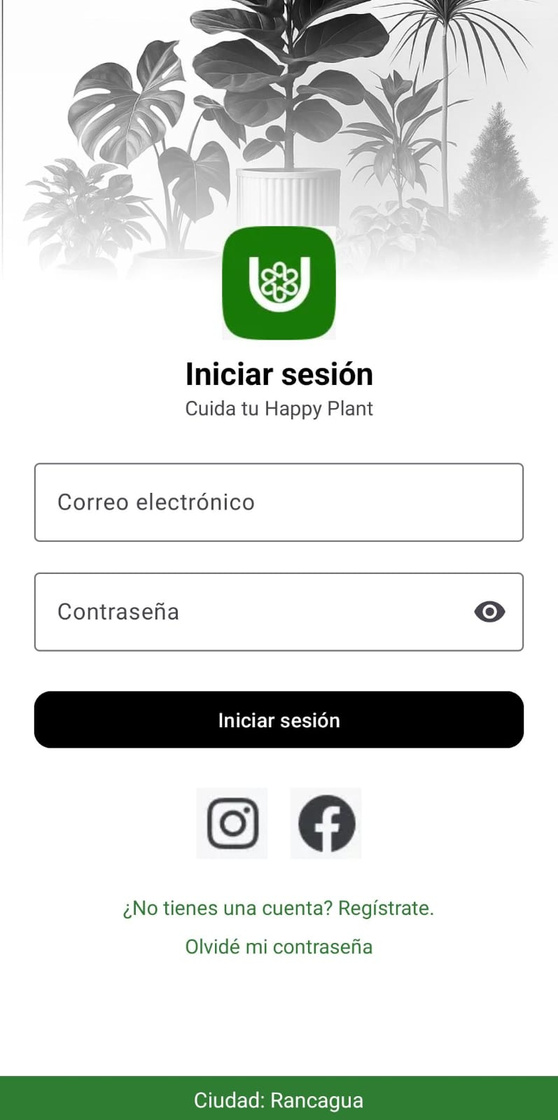 Iniciar sesión
Cuida tu Happy Plant
Correo electrónico
Contraseña
Iniciar sesión
¿No tienes una cuenta? Regístrate.
Olvidé mi contraseña
Ciudad: Rancagua